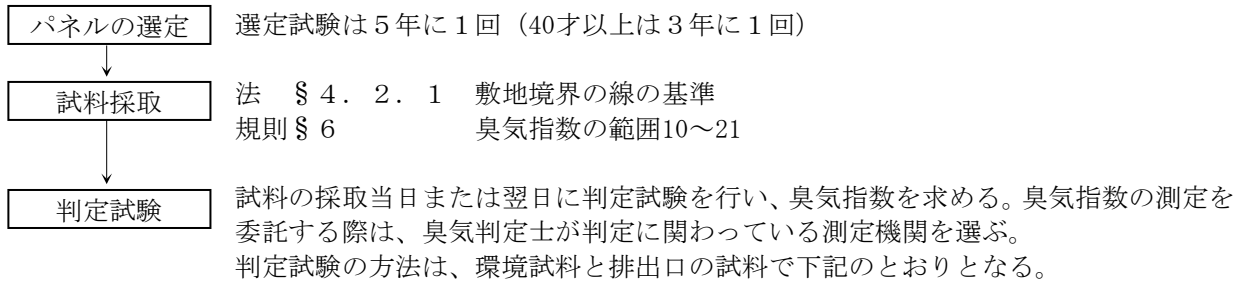 パネルの選定 選定試験は５年に１回（40才以上は３年に１回）
試料採取 法　§４．２．１　敷地境界の線の基準
規則§６　臭気指数の範囲10～21
判定試験 試料の採取当日または翌日に判定試験を行い、臭気指数を求める。臭気指数の測定を
委託する際は、臭気判定士が判定に関わっている測定機関を選ぶ。
判定試験の方法は、環境試料と排出口の試料で下記のとおりとなる。